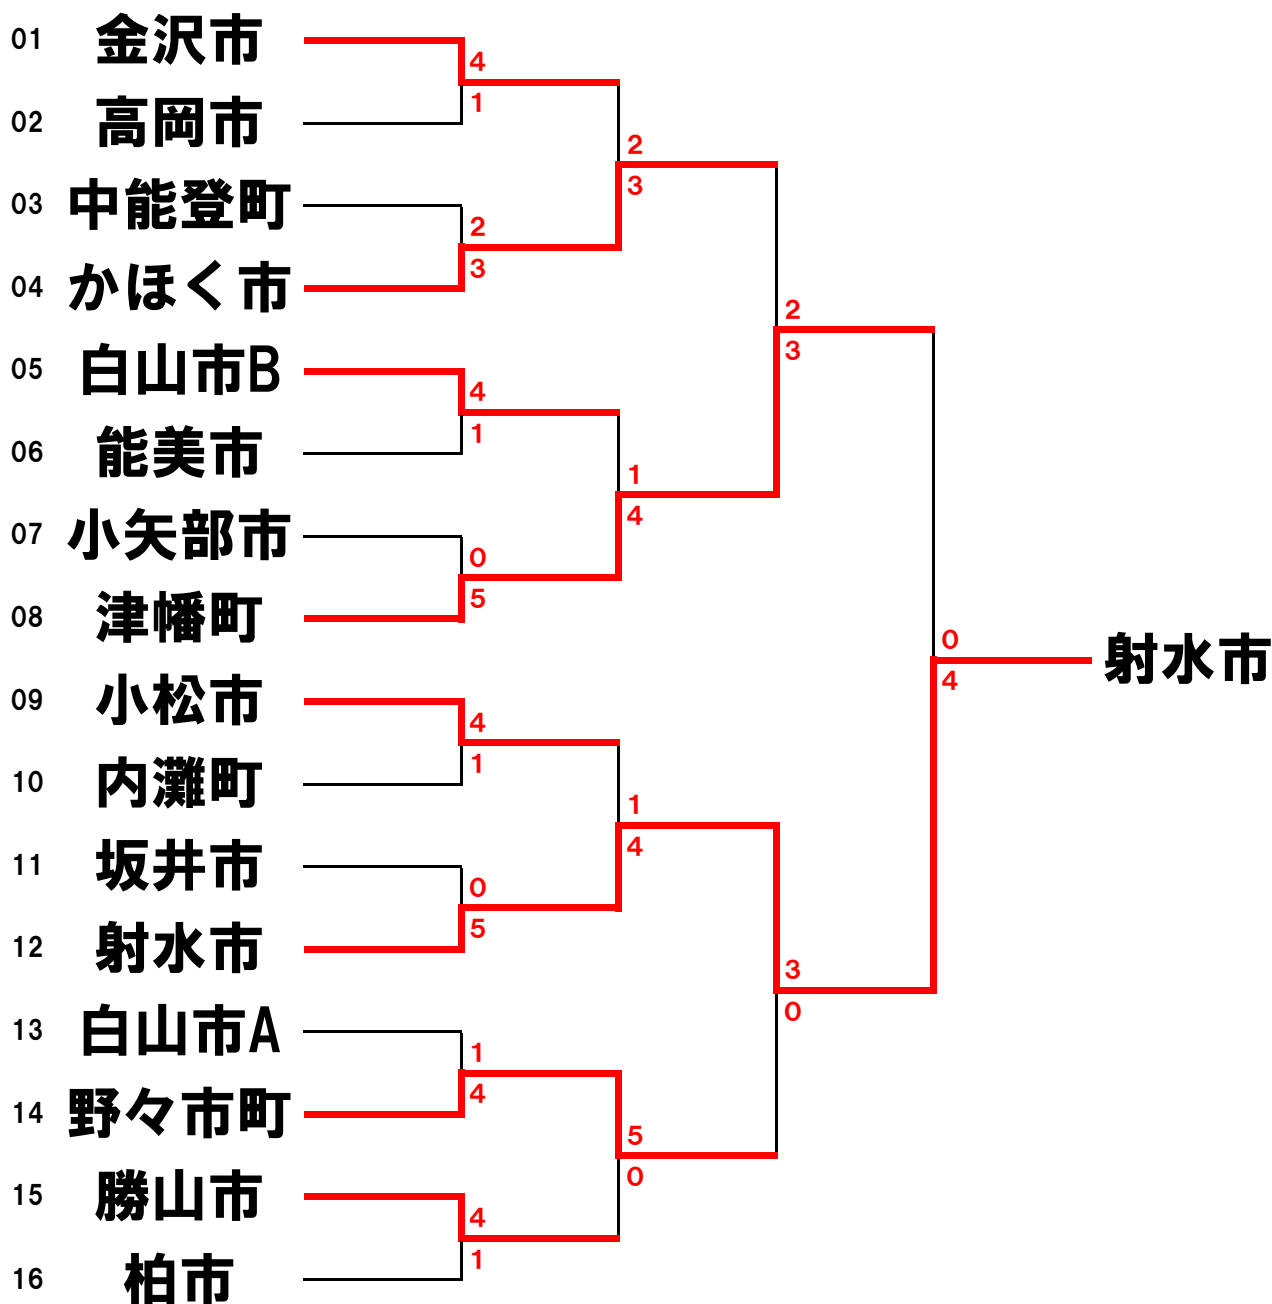 01 金沢市
4
1
02 高岡市
2
3
03 中能登町
2
3
04 かほく市
2
3
05 白山市B
4
1
06 能美市
1
4
07 小矢部市
0
5
08 津幡町
0
4
射水市
09 小松市
4
1
10 内灘町
1
4
11 坂井市
0
5
12 射水市
3
0
13 白山市A
1
4
14 野々市町
5
0
15 勝山市
4
1
16 柏市